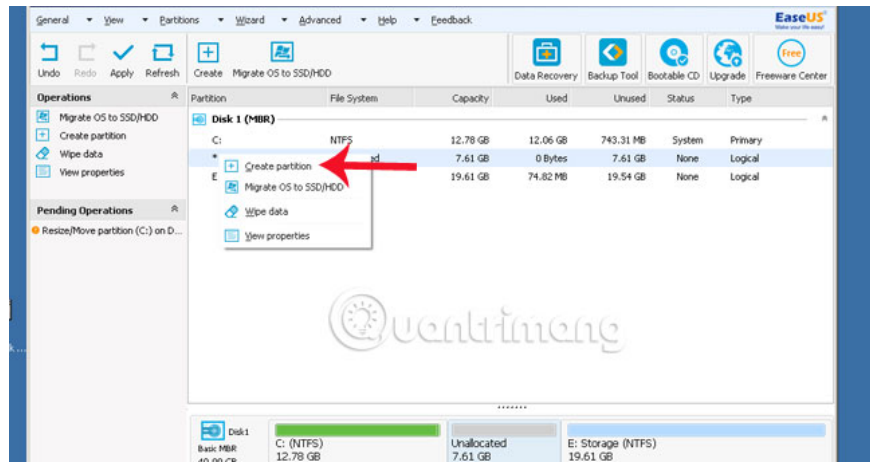 General View Partitions Wizard Advanced Help Feedback
EaseUS
Make your life easy!
Undo Redo Apply Refresh Create Migrate OS to SSD/HDD Data Recovery Backup Tool Bootable CD Upgrade Freeware Center
Free
Operations
Migrate OS to SSD/HDD
Create partition
Wipe data
View properties
Pending Operations
Resize/Move partition (C:) on D...
Partition File System Capacity Used Unused Status Type
Disk 1 (MBR)
C: NTFS 12.78 GB 12.06 GB 743.31 MB System Primary
* 7.61 GB 0 Bytes 7.61 GB None Logical
E 19.61 GB 74.82 MB 19.54 GB None Logical
Create partition
Migrate OS to SSD/HDD
Wipe data
View properties
Quantrimang
Disk1
Basic MBR
C: (NTFS)
12.78 GB
Unallocated
7.61 GB
E: Storage (NTFS)
19.61 GB